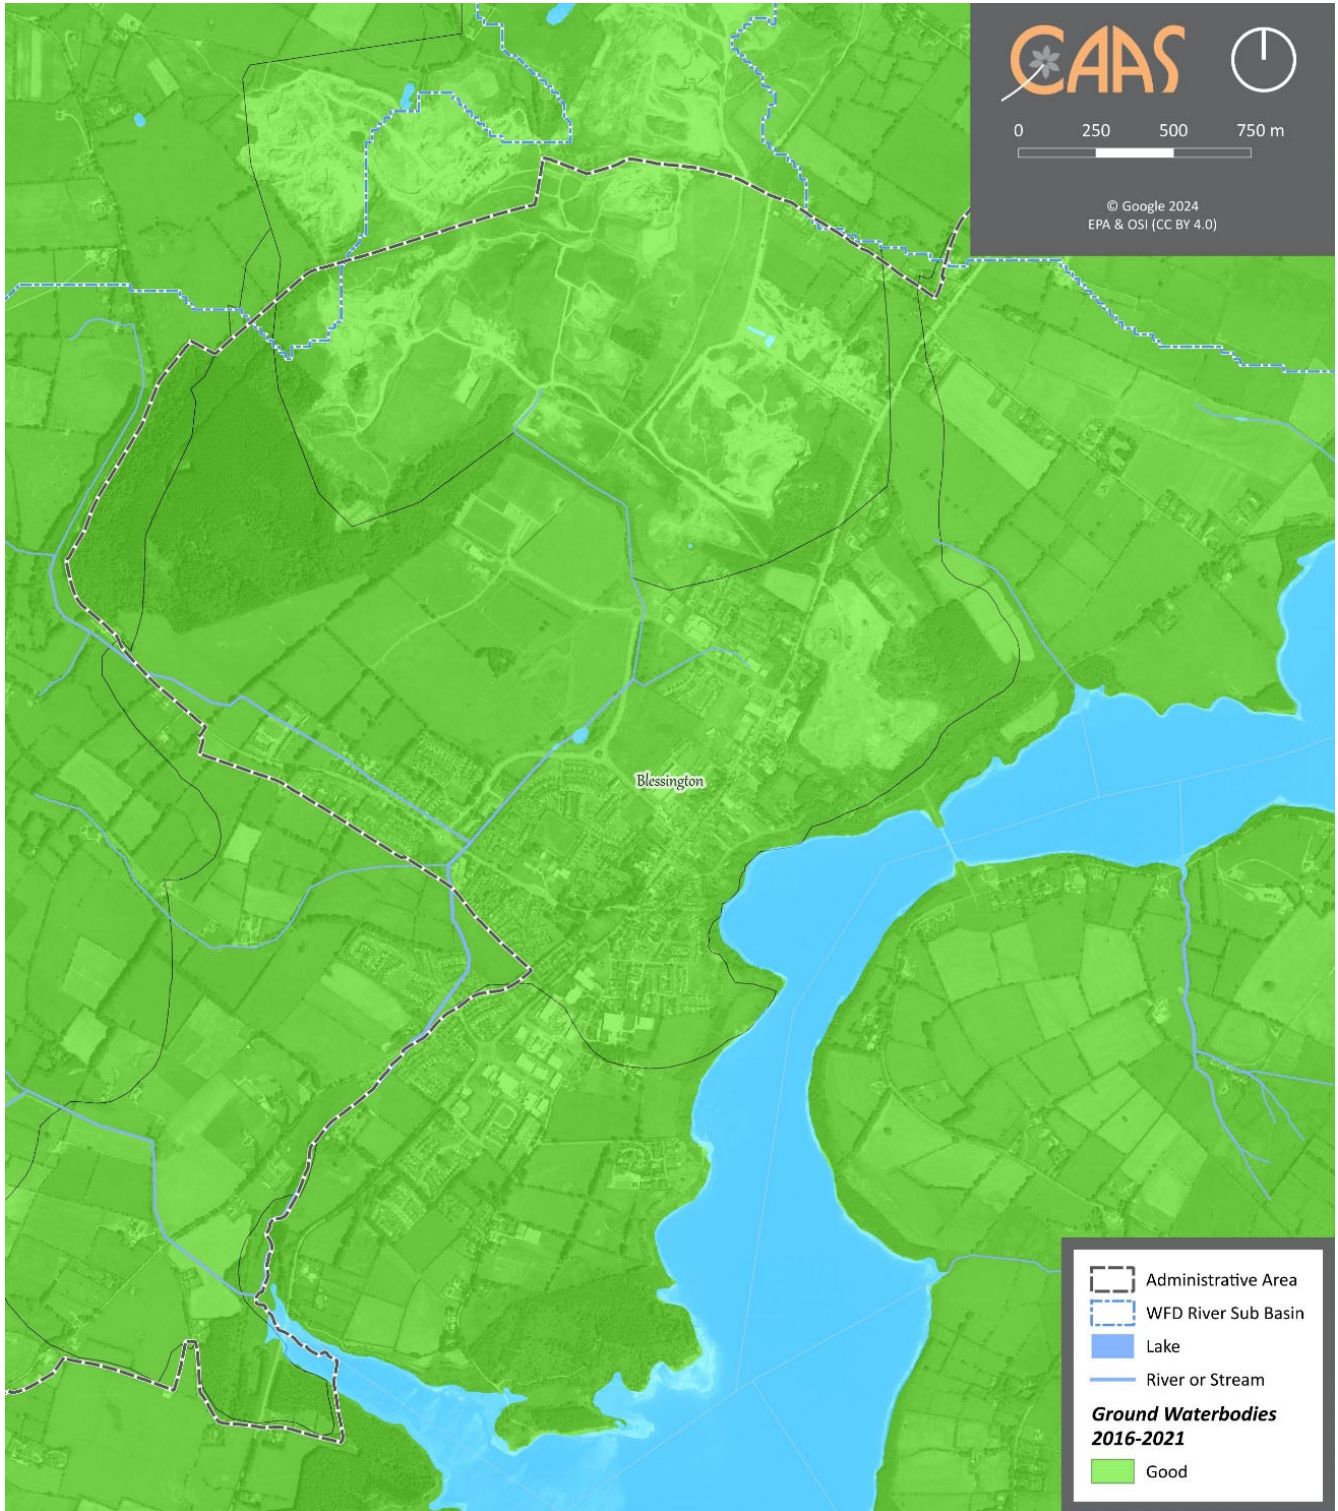 CAAS
0 250 500 750 m
© Google 2024
EPA & OSI (CC BY 4.0)
Blessington
Administrative Area
WFD River Sub Basin
Lake
River or Stream
Ground Waterbodies
2016-2021
Good